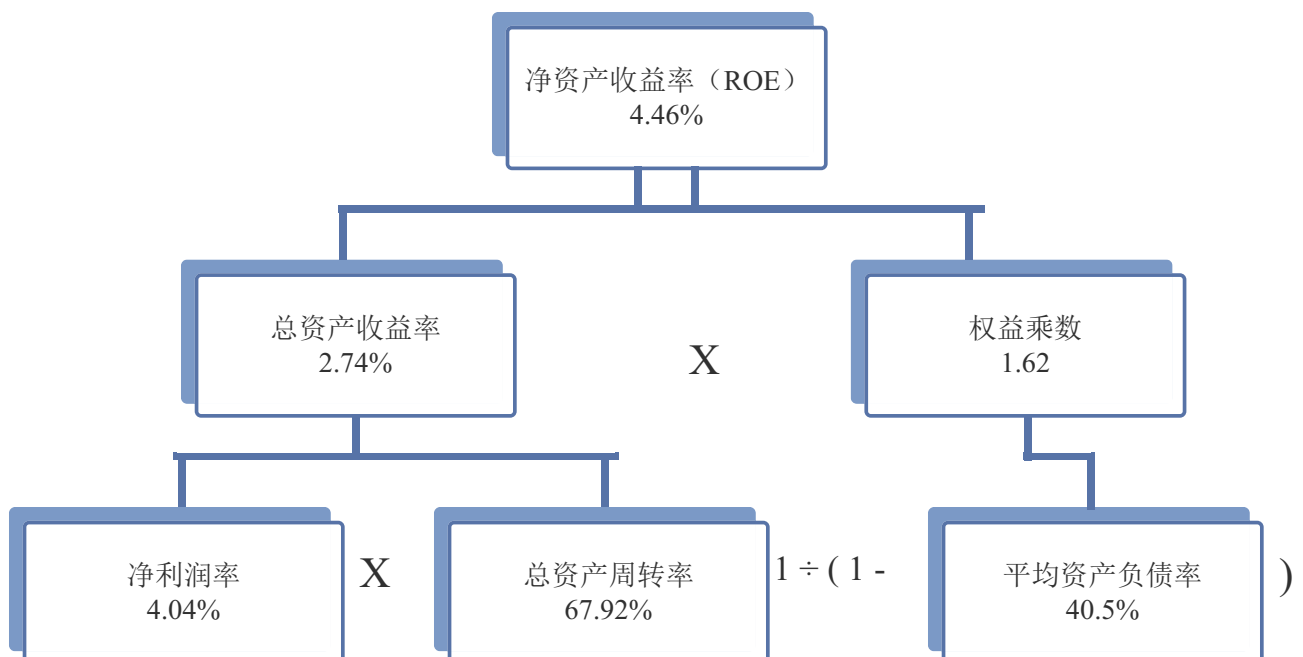 净资产收益率（ROE）
4.46%
总资产收益率
2.74%
X
权益乘数
1.62
净利润率
4.04%
X
总资产周转率
67.92%
1 ÷ ( 1 -
平均资产负债率
40.5%
)